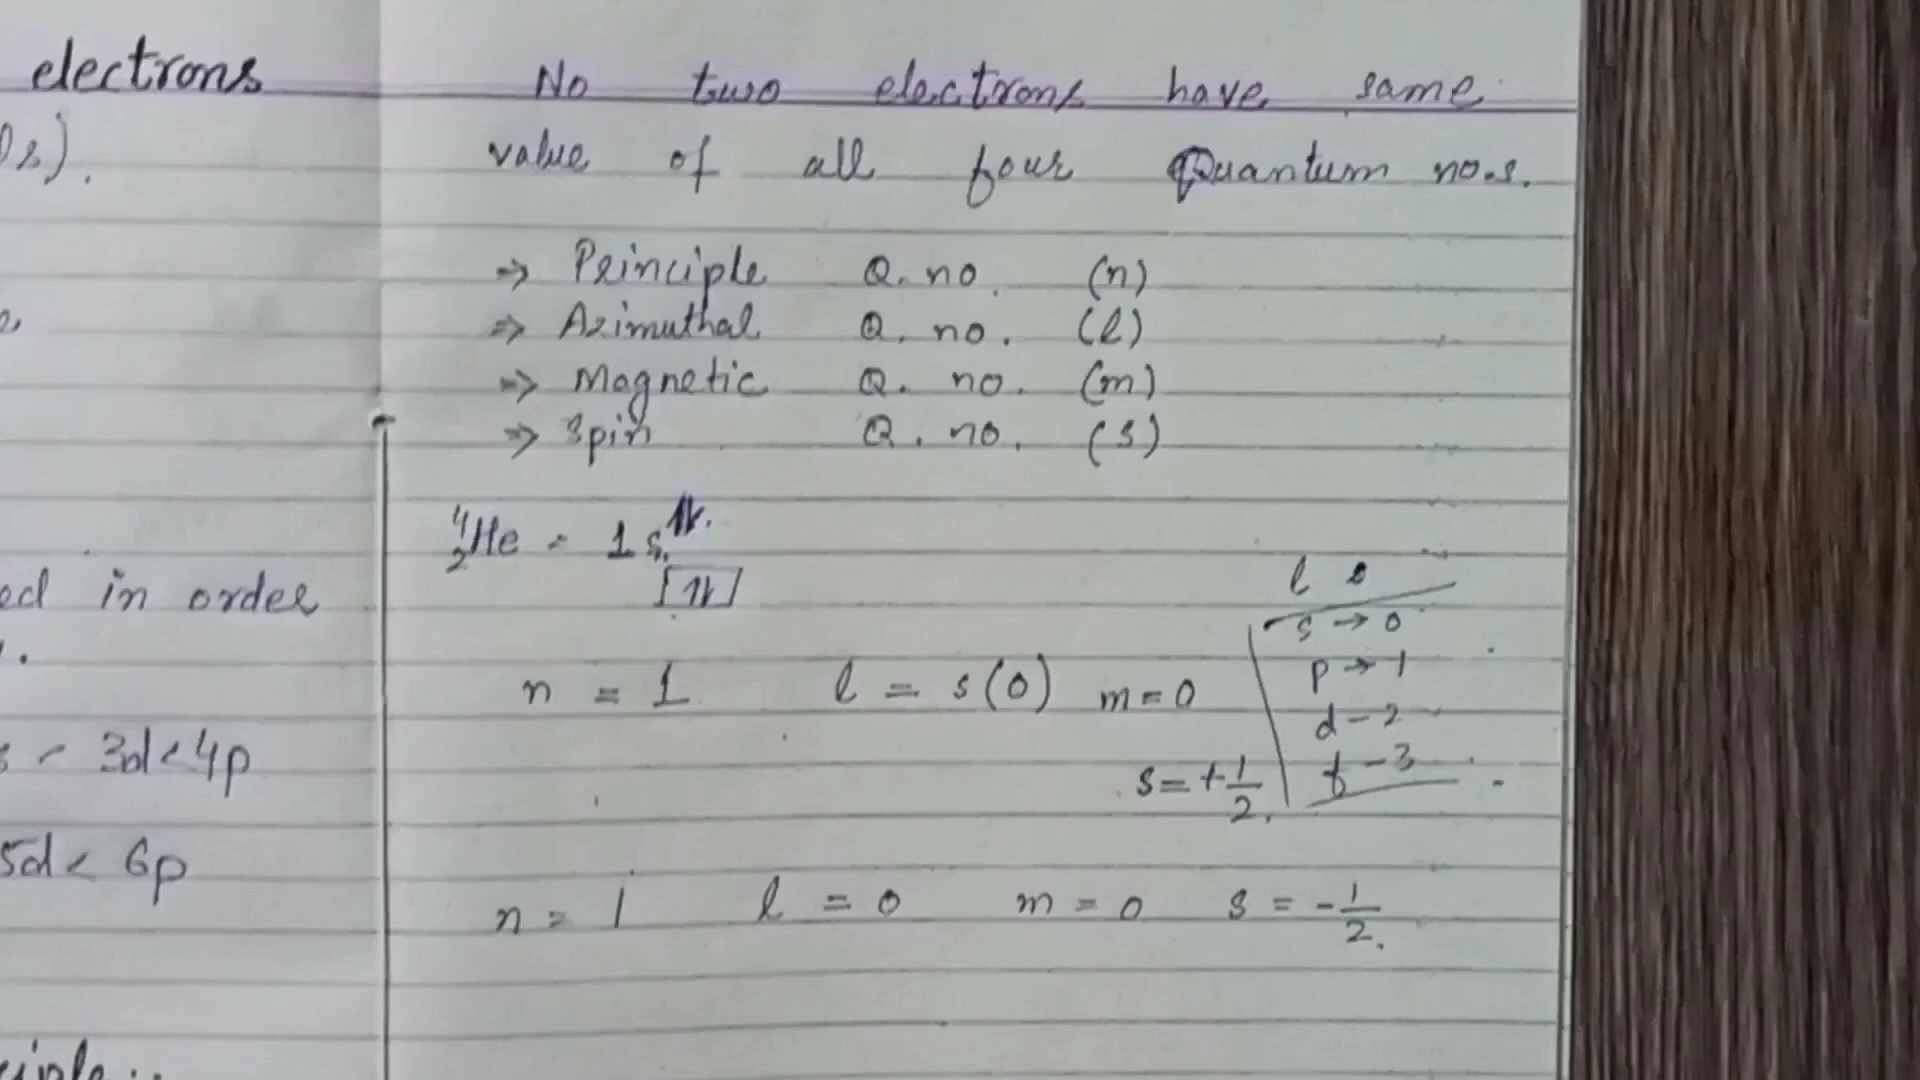 electrons
ed in order
3d<4p
5d< 6p
No two electrons have same
value of all four Quantum no.s.
⇒ Principle Q. no. (n)
⇒ Azimuthal Q. no. (l)
⇒ Magnetic Q. no. (m)
⇒ Spin Q. no. (s)
⁴₂He = 1s⥮
[⥮]
l
s → 0
p → 1
d - 2
f - 3
n = 1 l = s(0) m = 0
s = +1/2.
n = 1 l = 0 m = 0 s = -1/2.